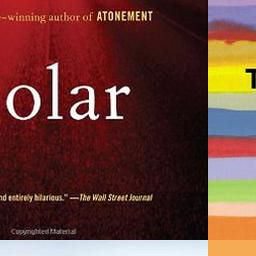 –winning author of ATONEMENT
olar
nd entirely hilarious." —The Wall Street Journal
Copyrighted Material
T